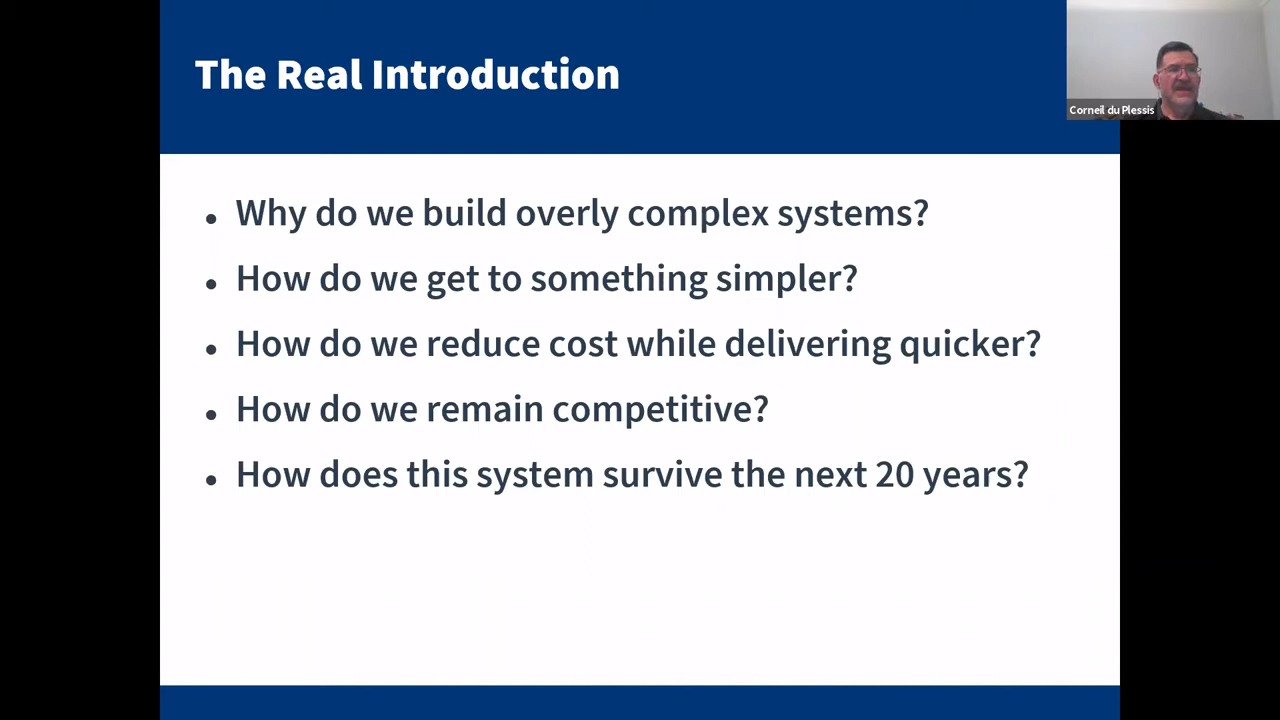 The Real Introduction
Corneil du Plessis
• Why do we build overly complex systems?
• How do we get to something simpler?
• How do we reduce cost while delivering quicker?
• How do we remain competitive?
• How does this system survive the next 20 years?